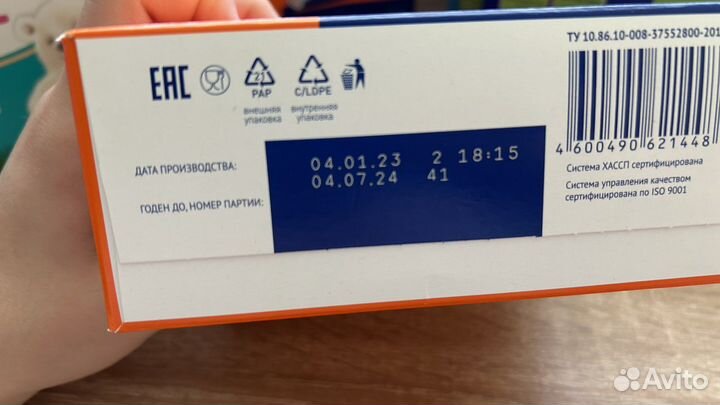 ТУ 10.86.10-008-37552800-201
EAC
21
PAP
C/LDPE
внешняя упаковка
внутренняя упаковка
4 600490 621448
ДАТА ПРОИЗВОДСТВА:
04.01.23 2 18:15
04.07.24 41
ГОДЕН ДО, НОМЕР ПАРТИИ:
Система ХАССП сертифицирована
Система управления качеством
сертифицирована по ISO 9001
Avito